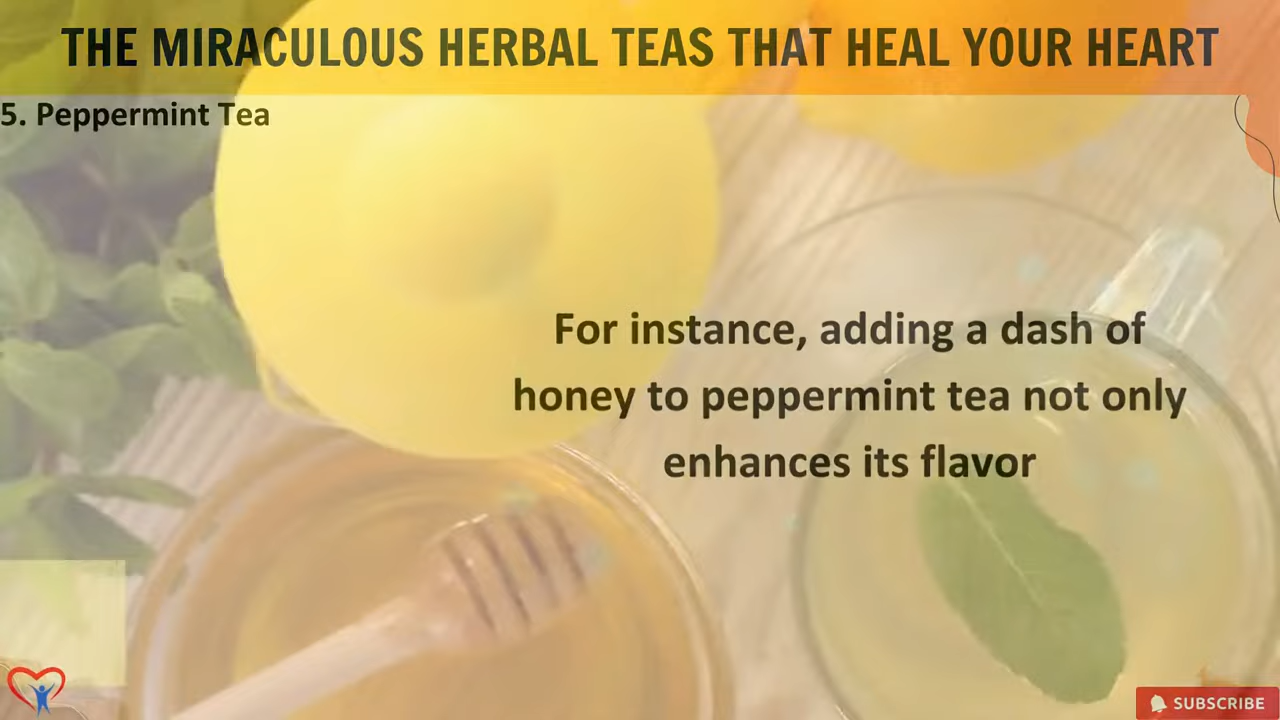 THE MIRACULOUS HERBAL TEAS THAT HEAL YOUR HEART
5. Peppermint Tea
For instance, adding a dash of
honey to peppermint tea not only
enhances its flavor
SUBSCRIBE